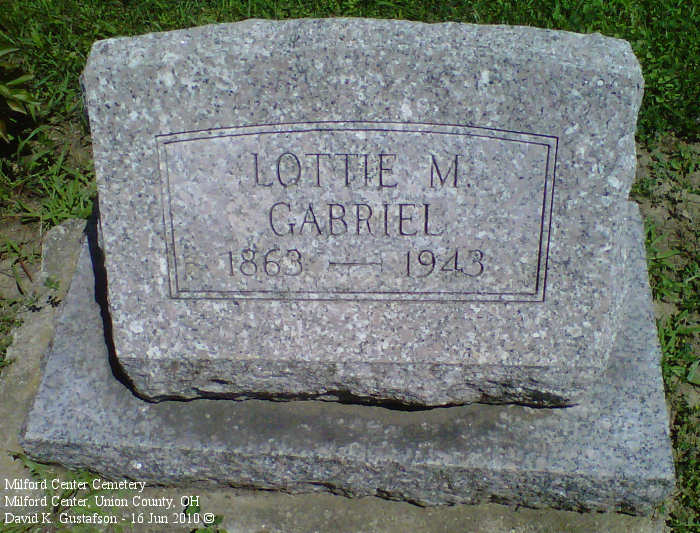 LOTTIE M.
GABRIEL
1863 — 1943
Milford Center Cemetery
Milford Center, Union County, OH
David K. Gustafson - 16 Jun 2010 ©